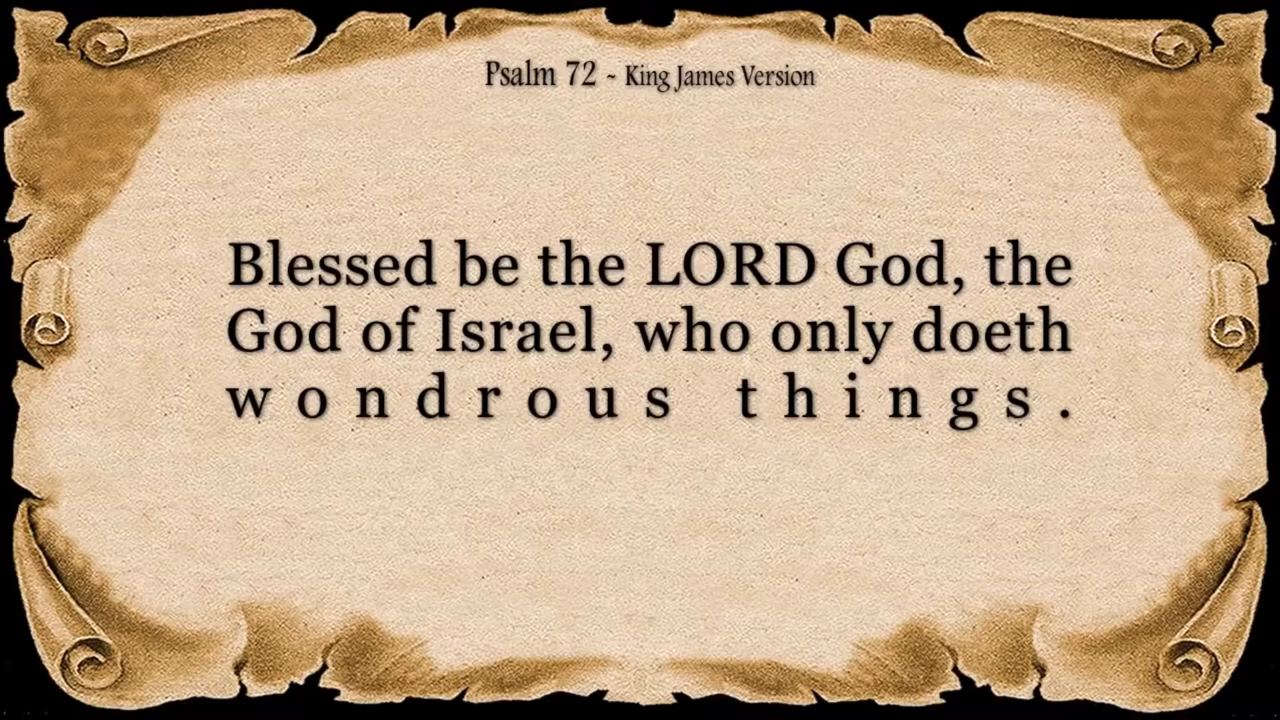 Psalm 72 - King James Version
Blessed be the LORD God, the
God of Israel, who only doeth
wondrous things.